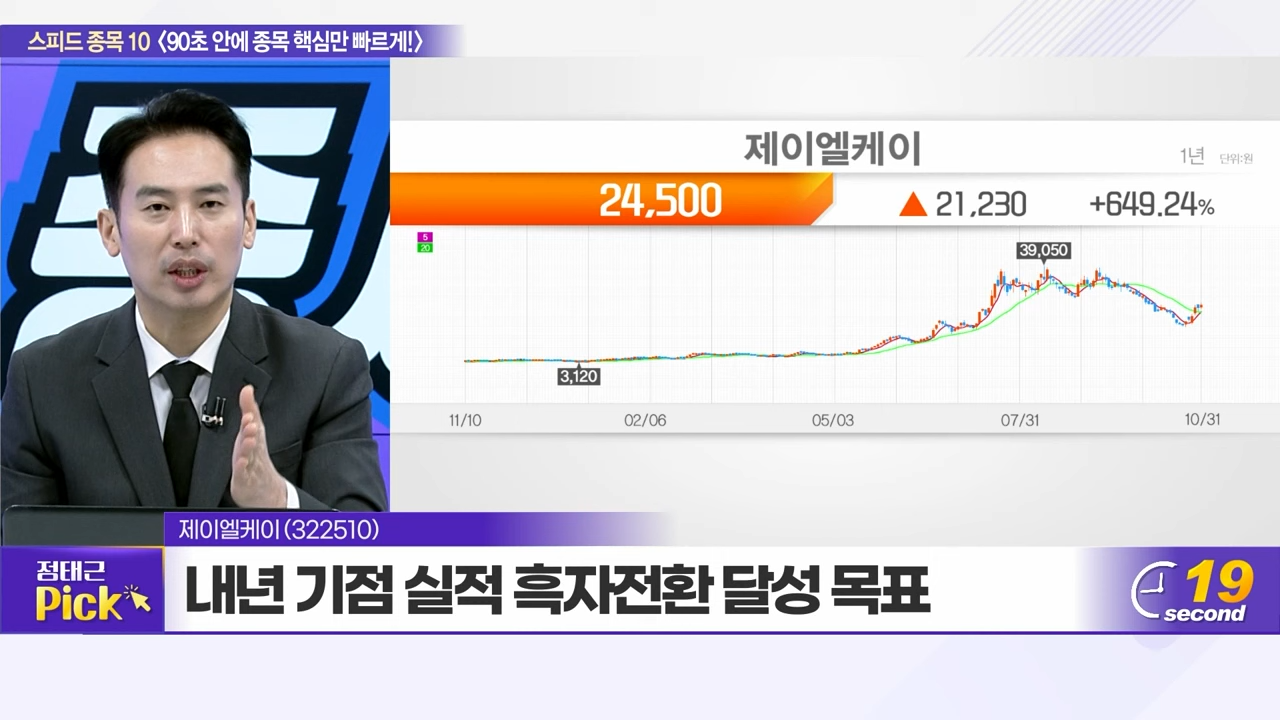 스피드 종목 10 〈90초 안에 종목 핵심만 빠르게!〉
제이엘케이
1년 단위:원
24,500 ▲ 21,230 +649.24%
5
20
39,050
3,120
11/10 02/06 05/03 07/31 10/31
제이엘케이(322510)
정태근
Pick
내년 기점 실적 흑자전환 달성 목표
19
second